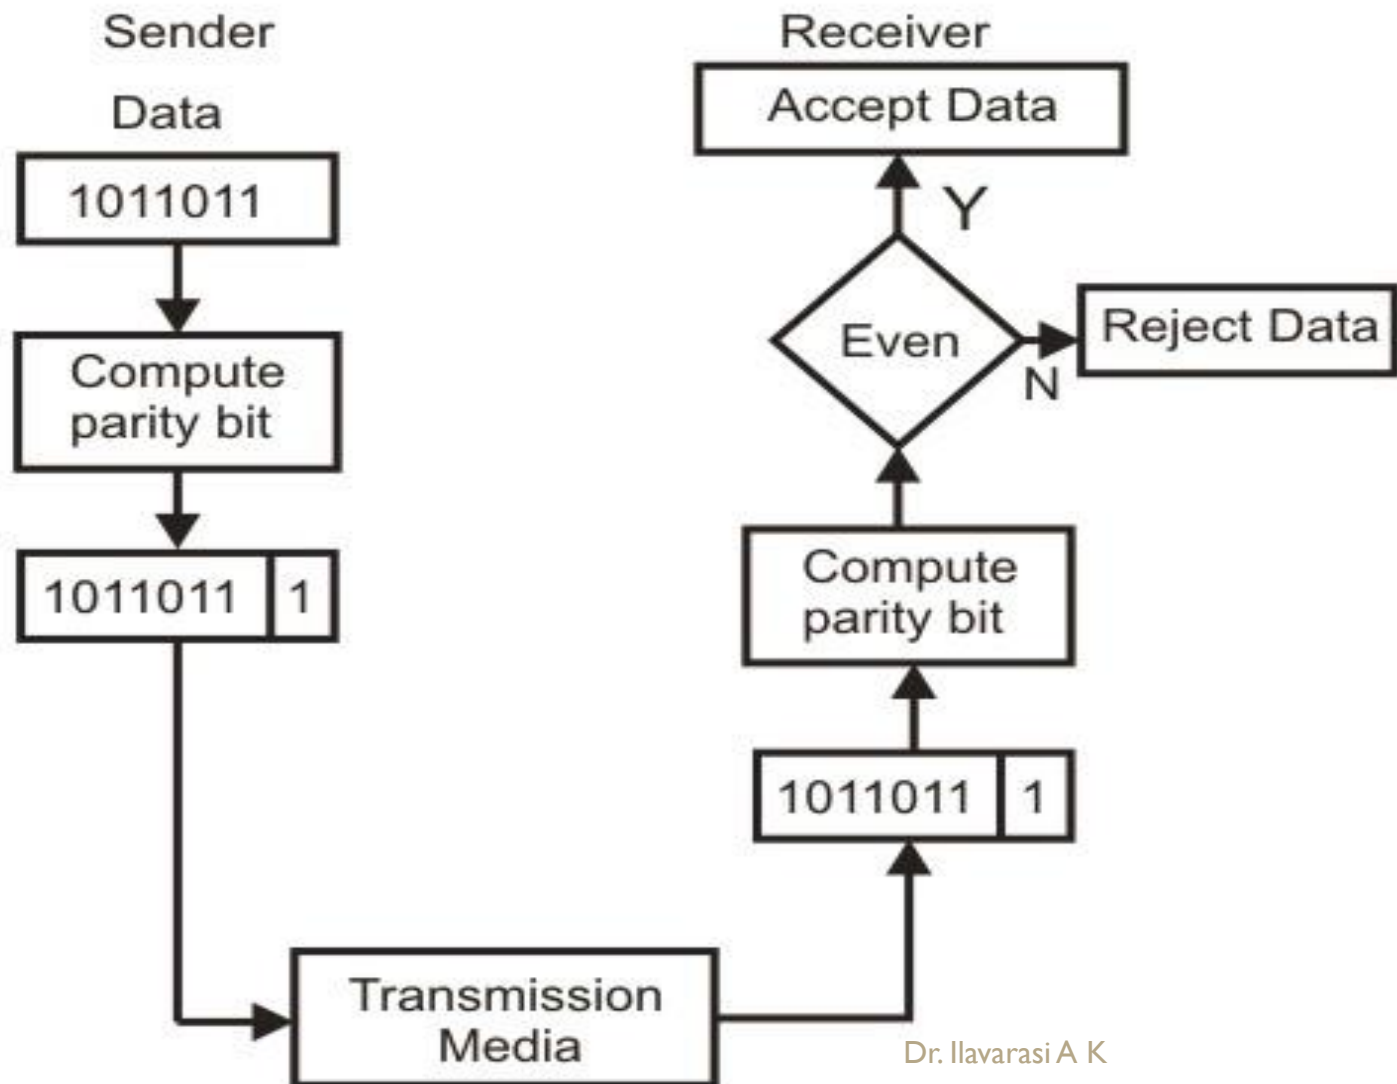 Sender
Data
1011011
Compute
parity bit
1011011 1
Transmission
Media
Receiver
Accept Data
Y
Even
N
Reject Data
Compute
parity bit
1011011 1
Dr. Ilavarasi A K